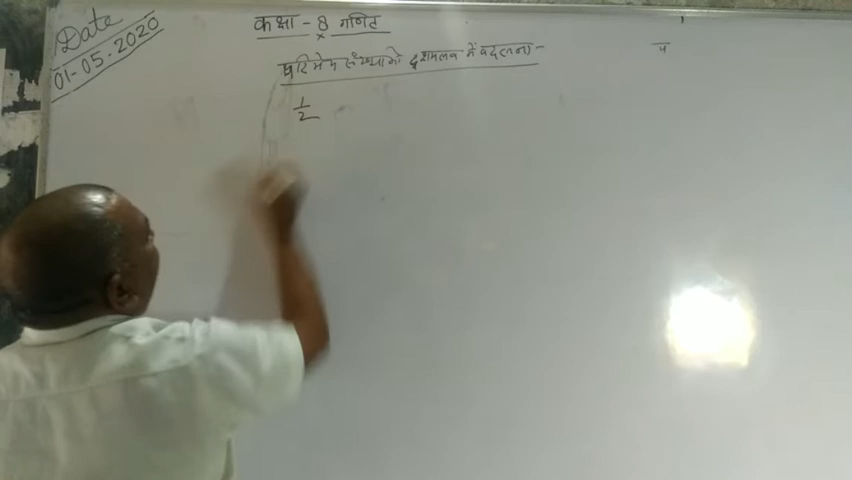 Date
01-05-2020
कक्षा - 8 गणित
परिमेय संख्या को दशमलव में बदलना -
1/2